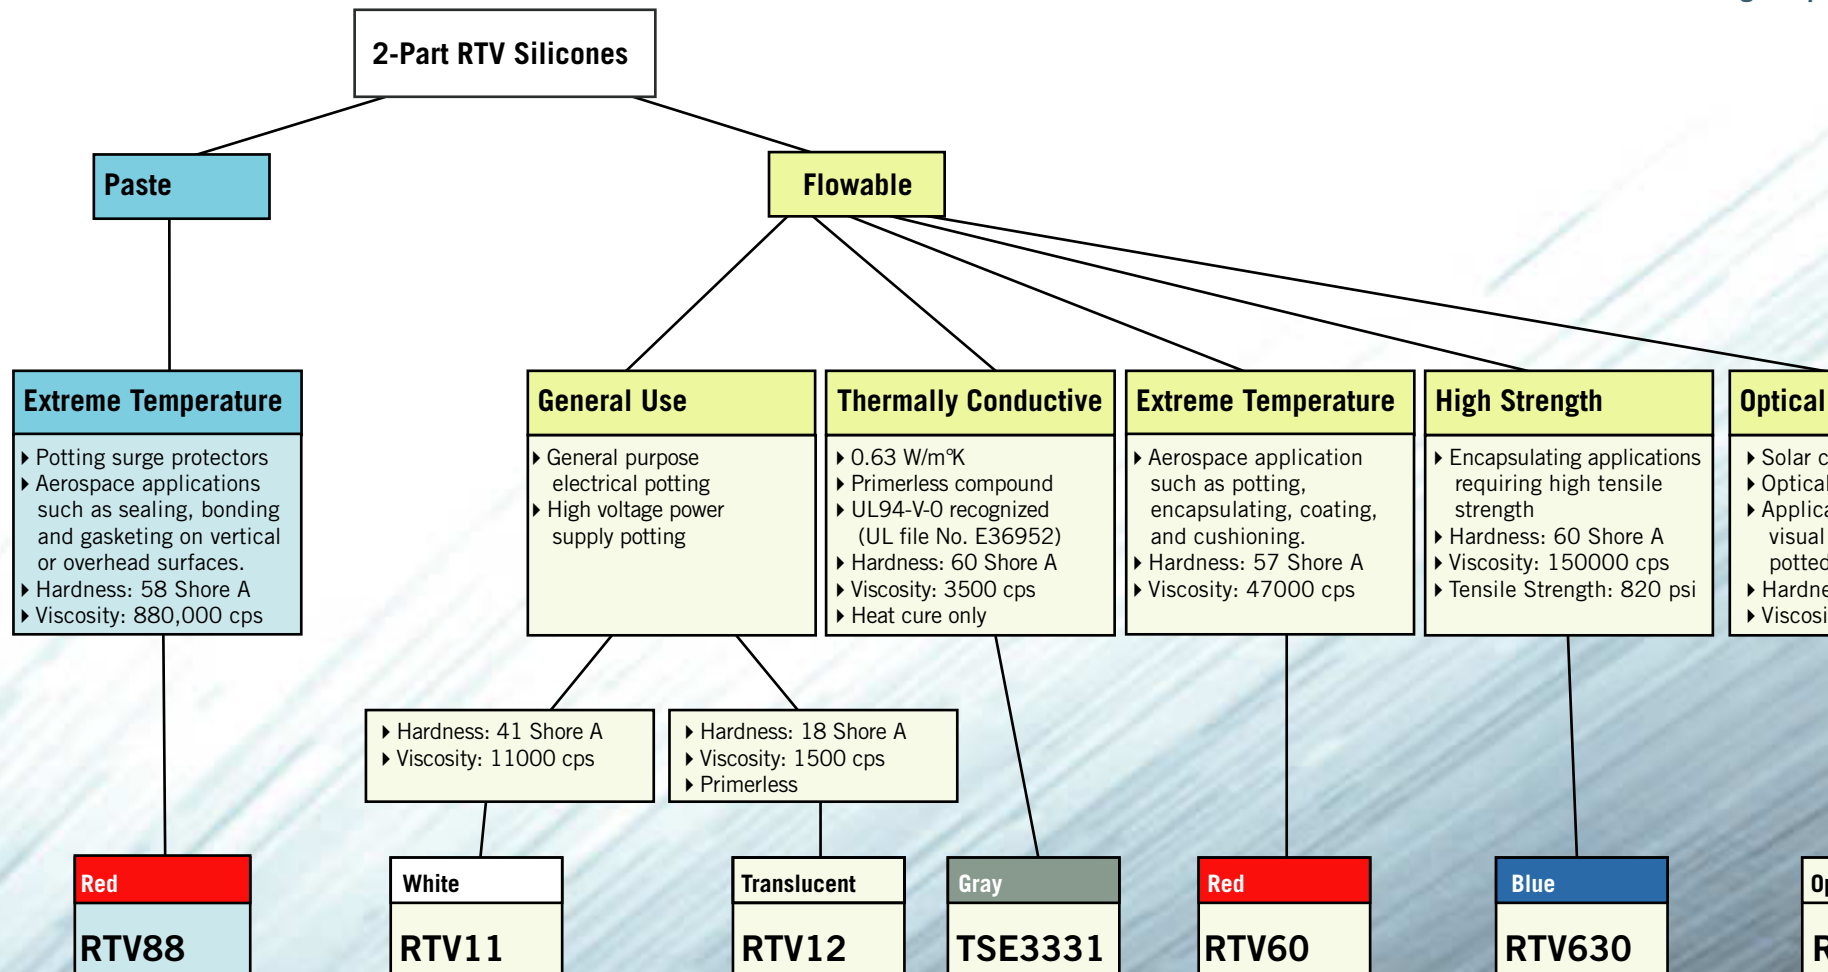 2-Part RTV Silicones
Paste
Flowable
Extreme Temperature
▸ Potting surge protectors
▸ Aerospace applications
such as sealing, bonding
and gasketing on vertical
or overhead surfaces.
▸ Hardness: 58 Shore A
▸ Viscosity: 880,000 cps
General Use
▸ General purpose
electrical potting
▸ High voltage power
supply potting
Thermally Conductive
▸ 0.63 W/m°K
▸ Primerless compound
▸ UL94-V-0 recognized
(UL file No. E36952)
▸ Hardness: 60 Shore A
▸ Viscosity: 3500 cps
▸ Heat cure only
Extreme Temperature
▸ Aerospace application
such as potting,
encapsulating, coating,
and cushioning.
▸ Hardness: 57 Shore A
▸ Viscosity: 47000 cps
High Strength
▸ Encapsulating applications
requiring high tensile
strength
▸ Hardness: 60 Shore A
▸ Viscosity: 150000 cps
▸ Tensile Strength: 820 psi
Optical
▸ Solar
▸ Optical
visual
▸ Hardness: 41 Shore A
▸ Viscosity: 11000 cps
▸ Hardness: 18 Shore A
▸ Viscosity: 1500 cps
▸ Primerless
Red
RTV88
White
RTV11
Translucent
RTV12
Gray
TSE3331
Red
RTV60
Blue
RTV630